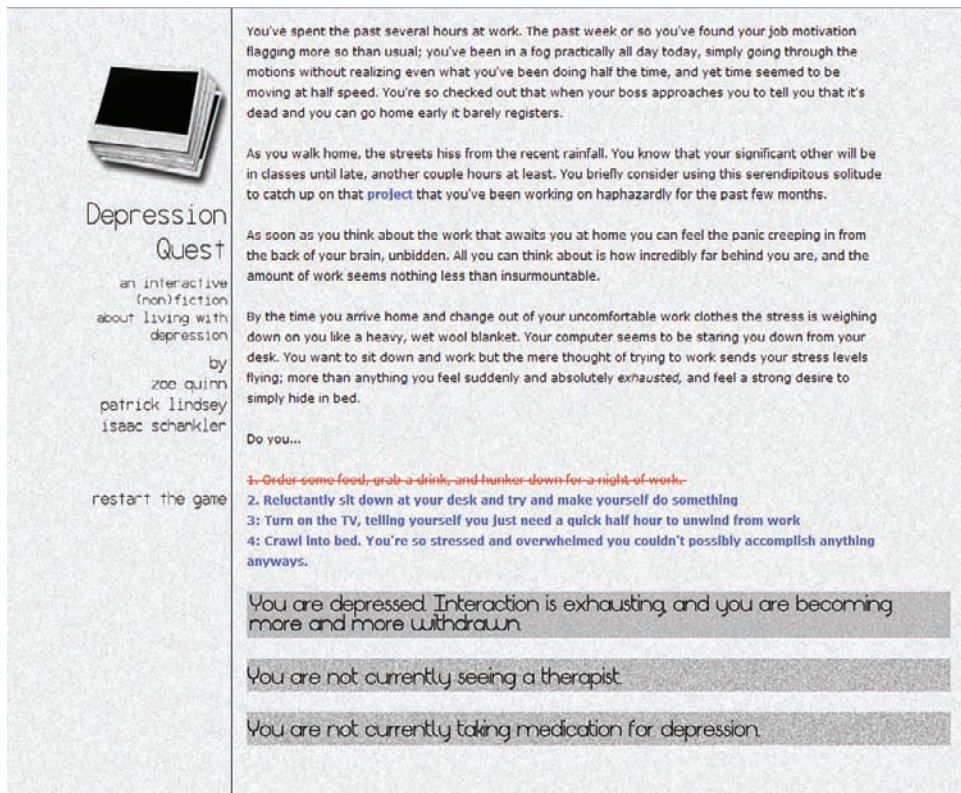 Depression
Quest
an interactive
(non)fiction
about living with
depression
by
zoe quinn
patrick lindsey
isaac schankler
restart the game
You've spent the past several hours at work. The past week or so you've found your job motivation
flagging more so than usual; you've been in a fog practically all day today, simply going through the
motions without realizing even what you've been doing half the time, and yet time seemed to be
moving at half speed. You're so checked out that when your boss approaches you to tell you that it's
dead and you can go home early it barely registers.
As you walk home, the streets hiss from the recent rainfall. You know that your significant other will be
in classes until late, another couple hours at least. You briefly consider using this serendipitous solitude
to catch up on that project that you've been working on haphazardly for the past few months.
As soon as you think about the work that awaits you at home you can feel the panic creeping in from
the back of your brain, unbidden. All you can think about is how incredibly far behind you are, and the
amount of work seems nothing less than insurmountable.
By the time you arrive home and change out of your uncomfortable work clothes the stress is weighing
down on you like a heavy, wet wool blanket. Your computer seems to be staring you down from your
desk. You want to sit down and work but the mere thought of trying to work sends your stress levels
flying; more than anything you feel suddenly and absolutely exhausted, and feel a strong desire to
simply hide in bed.
Do you...
1. Order some food, grab a drink, and hunker down for a night of work.
2. Reluctantly sit down at your desk and try and make yourself do something
3: Turn on the TV, telling yourself you just need a quick half hour to unwind from work
4: Crawl into bed. You're so stressed and overwhelmed you couldn't possibly accomplish anything
anyways.
You are depressed. Interaction is exhausting, and you are becoming
more and more withdrawn.
You are not currently seeing a therapist.
You are not currently taking medication for depression.